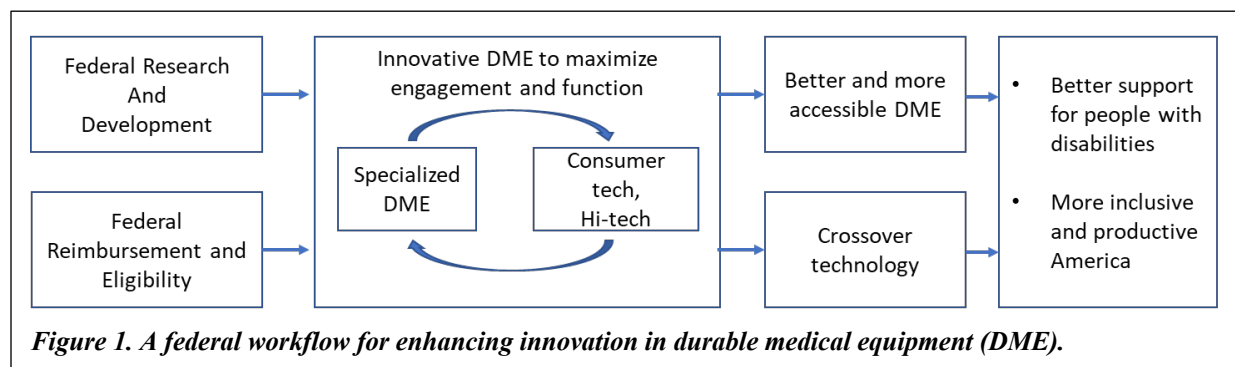 Federal Research
And
Development
Federal
Reimbursement and
Eligibility
Innovative DME to maximize
engagement and function
Specialized
DME
Consumer
tech,
Hi-tech
Better and more
accessible DME
Crossover
technology
• Better support
for people with
disabilities
• More inclusive
and productive
America
Figure 1. A federal workflow for enhancing innovation in durable medical equipment (DME).